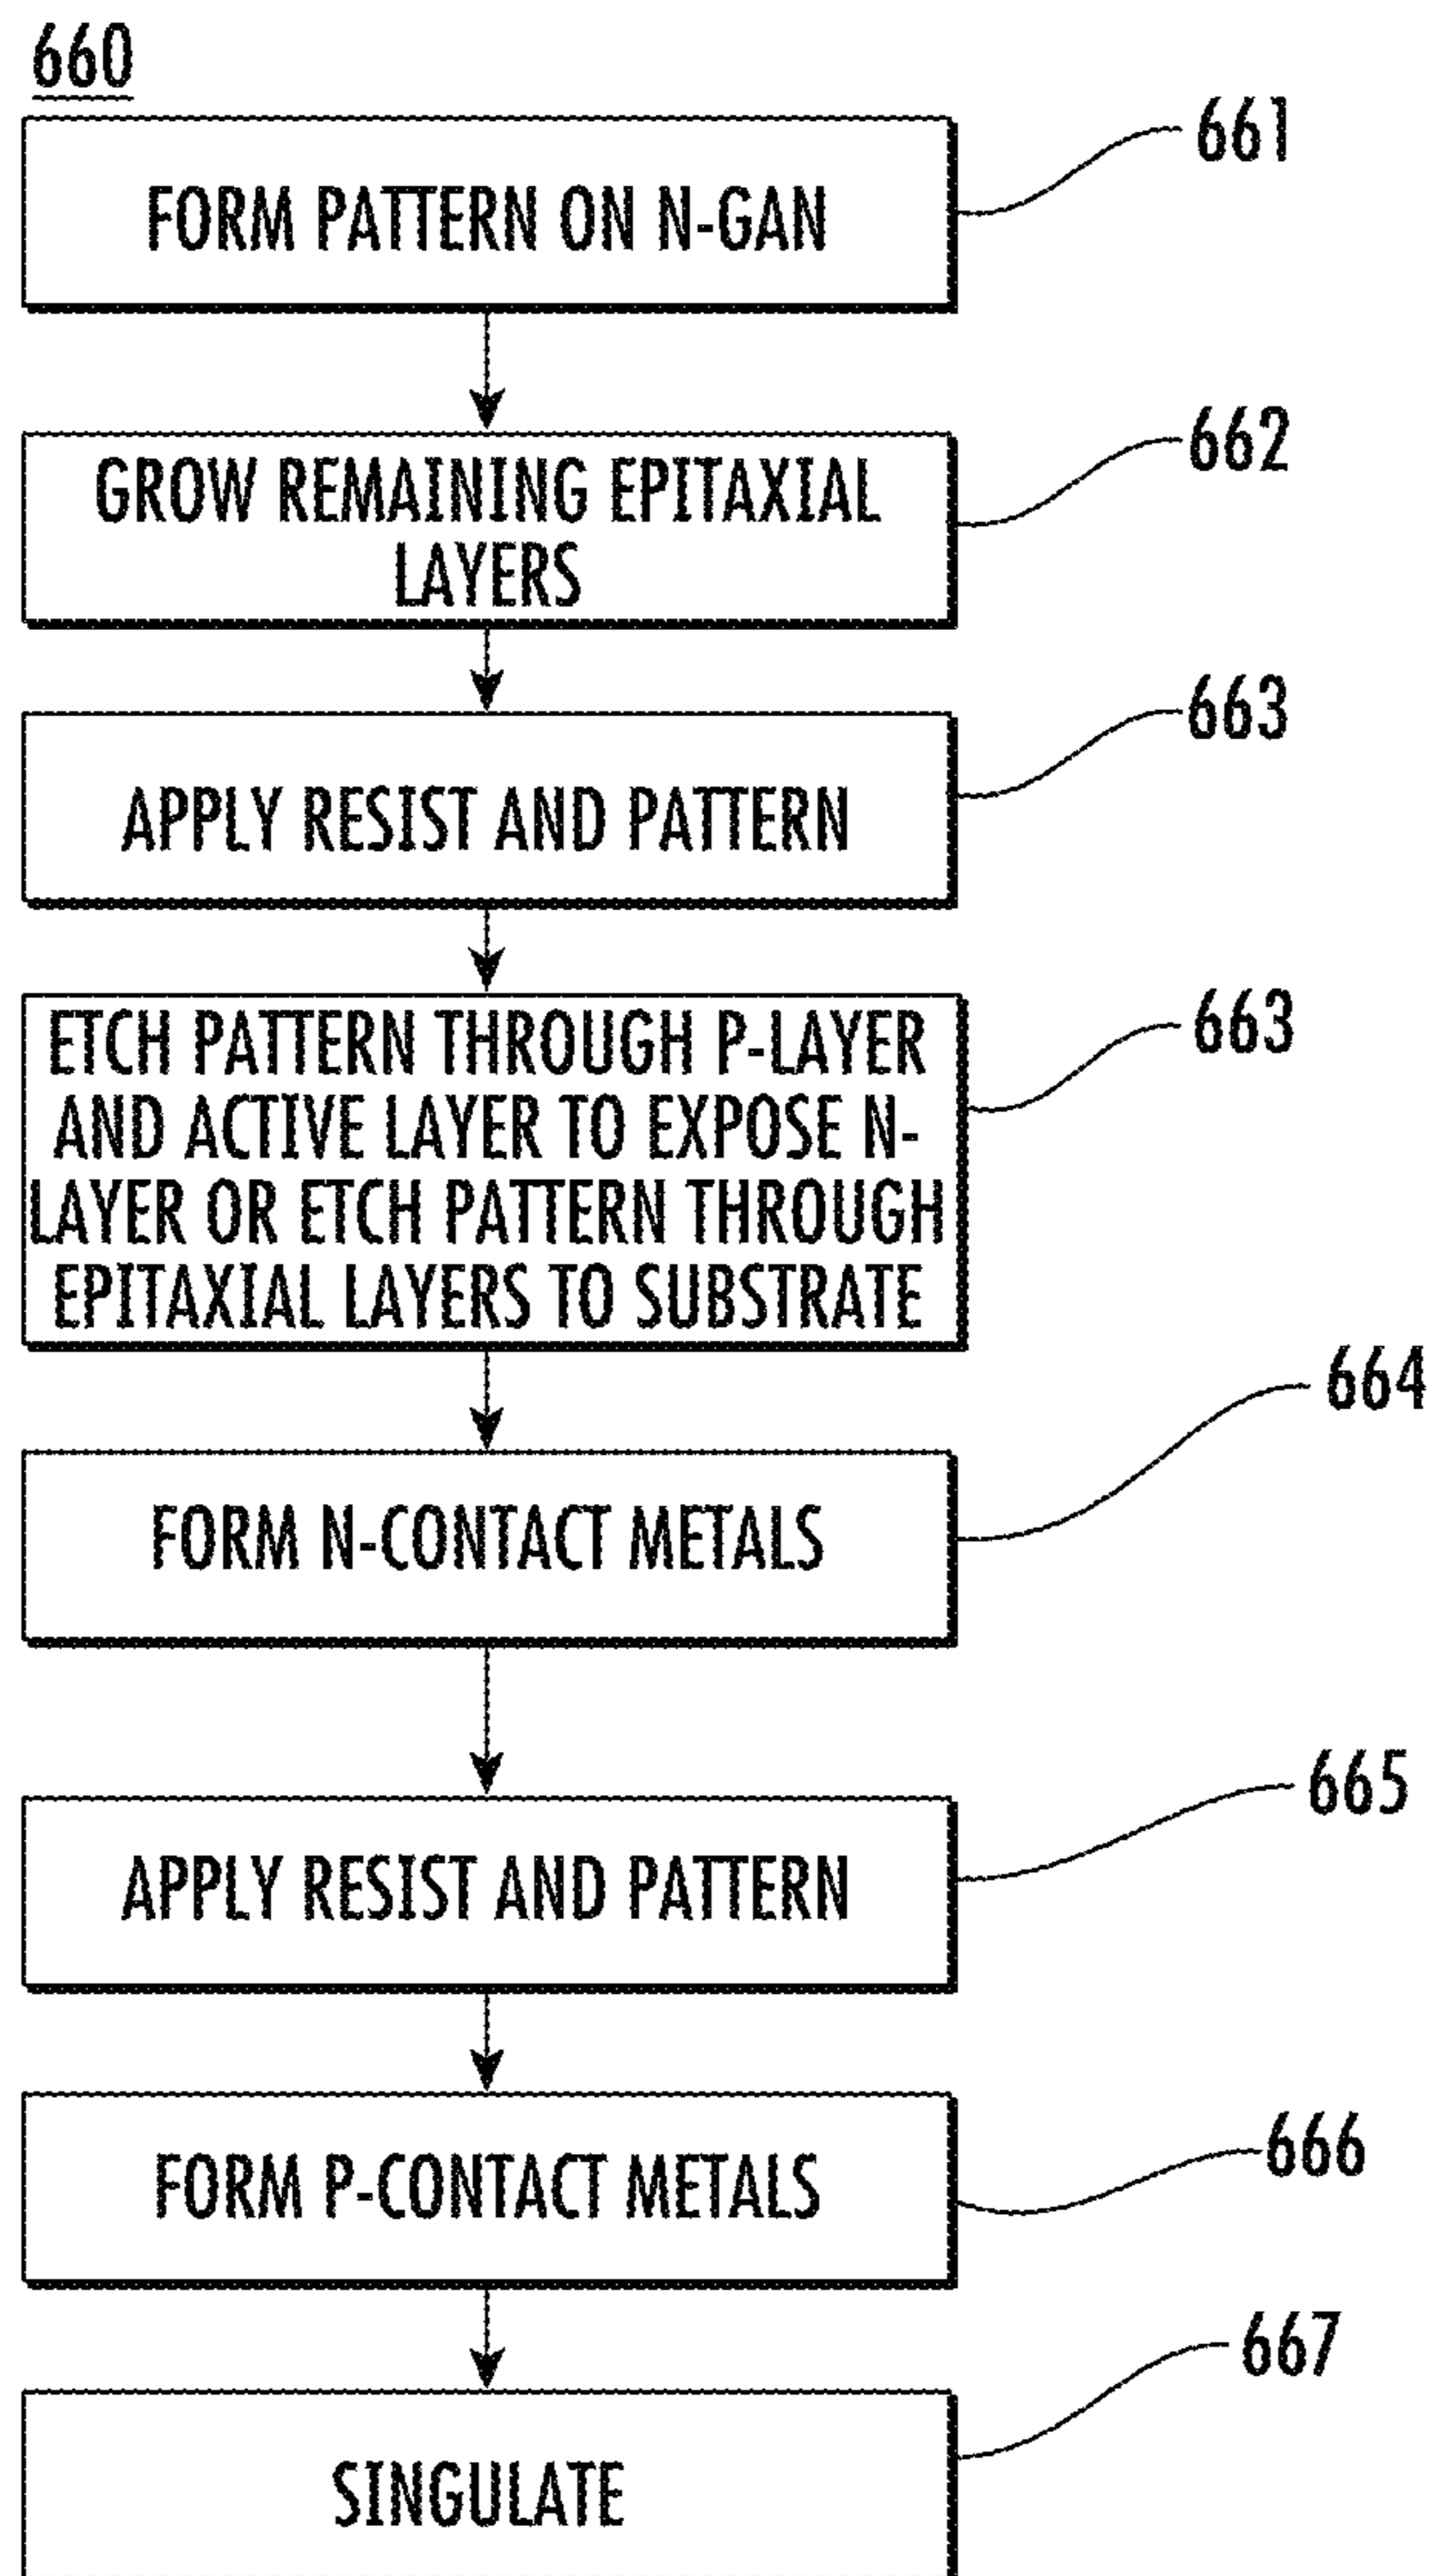 660
661
FORM PATTERN ON N-GAN
662
GROW REMAINING EPITAXIAL
LAYERS
663
APPLY RESIST AND PATTERN
663
ETCH PATTERN THROUGH P-LAYER
AND ACTIVE LAYER TO EXPOSE N-
LAYER OR ETCH PATTERN THROUGH
EPITAXIAL LAYERS TO SUBSTRATE
664
FORM N-CONTACT METALS
665
APPLY RESIST AND PATTERN
666
FORM P-CONTACT METALS
667
SINGULATE